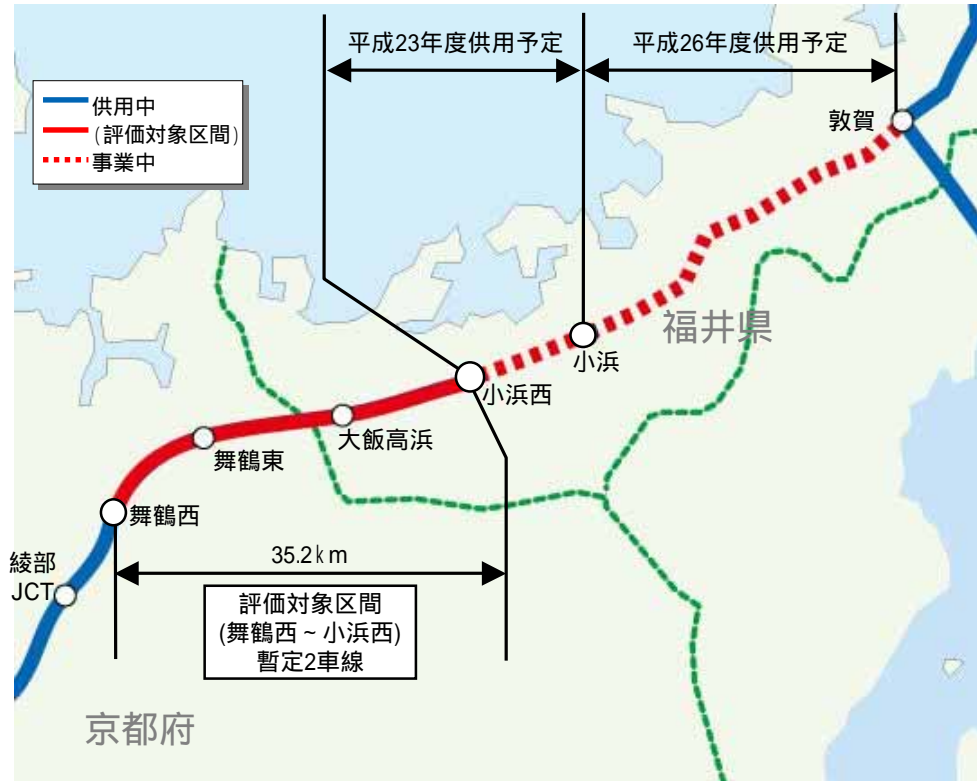 平成23年度供用予定
平成26年度供用予定
供用中
(評価対象区間)
事業中
敦賀
福井県
小浜
小浜西
大飯高浜
舞鶴東
舞鶴西
綾部
JCT
35.2km
評価対象区間
(舞鶴西~小浜西)
暫定2車線
京都府